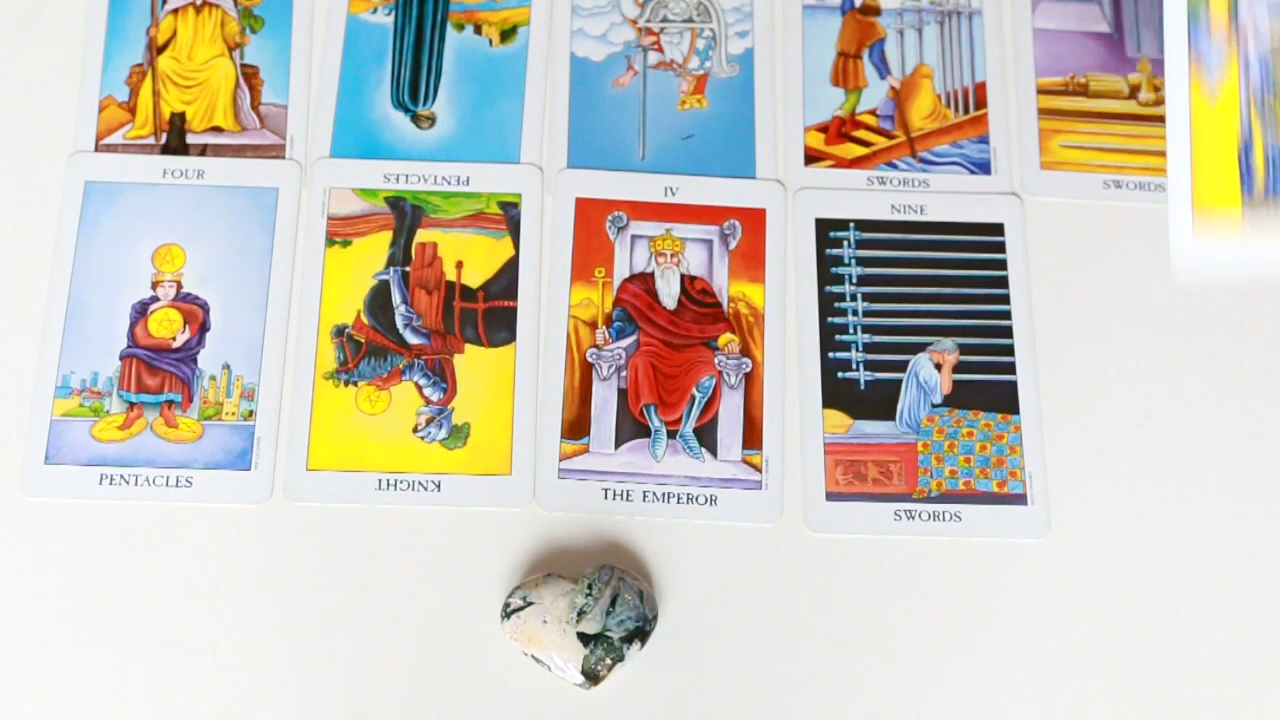 SWORDS
SWORDS
FOUR
PENTACLES
IV
NINE
PENTACLES
KNIGHT
THE EMPEROR
SWORDS